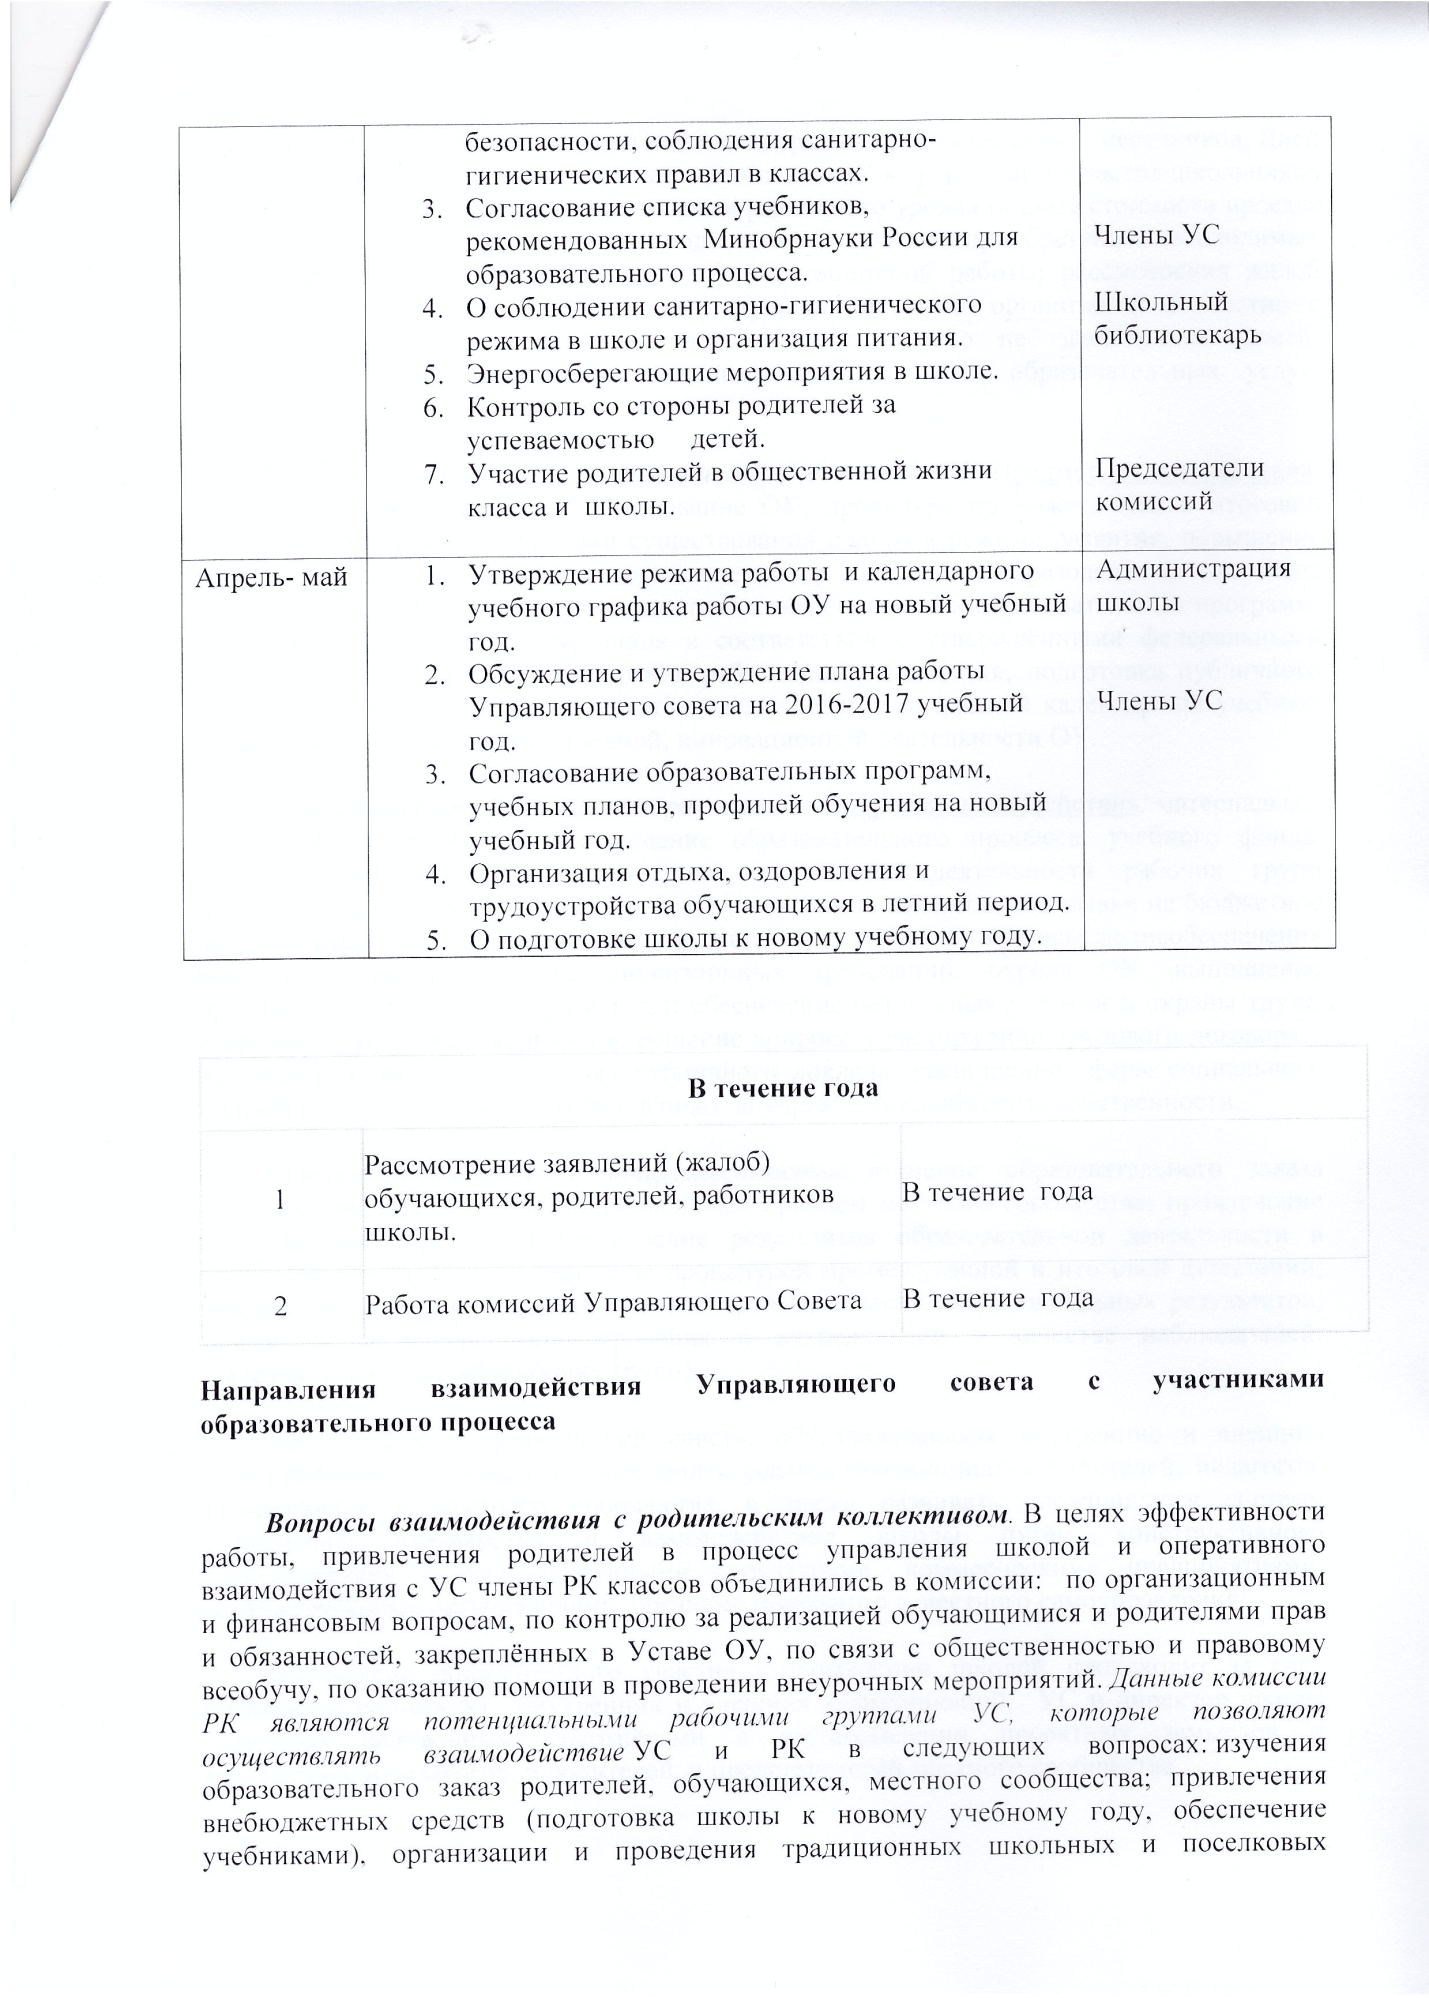 безопасности, соблюдения санитарно-
гигиенических правил в классах.
3. Согласование списка учебников,
рекомендованных Минобрнауки России для
образовательного процесса.
4. О соблюдении санитарно-гигиенического
режима в школе и организация питания.
5. Энергосберегающие мероприятия в школе.
6. Контроль со стороны родителей за
успеваемостью детей.
7. Участие родителей в общественной жизни
класса и школы.
Члены УС
Школьный
библиотекарь
Председатели
комиссий
Апрель- май
1. Утверждение режима работы и календарного
учебного графика работы ОУ на новый учебный
год.
2. Обсуждение и утверждение плана работы
Управляющего совета на 2016-2017 учебный
год.
3. Согласование образовательных программ,
учебных планов, профилей обучения на новый
учебный год.
4. Организация отдыха, оздоровления и
трудоустройства обучающихся в летний период.
5. О подготовке школы к новому учебному году.
Администрация
школы
Члены УС
В течение года
1
Рассмотрение заявлений (жалоб)
обучающихся, родителей, работников
школы.
В течение года
2
Работа комиссий Управляющего Совета
В течение года
Направления взаимодействия Управляющего совета с участниками
образовательного процесса
Вопросы взаимодействия с родительским коллективом. В целях эффективности
работы, привлечения родителей в процесс управления школой и оперативного
взаимодействия с УС члены РК классов объединились в комиссии: по организационным
и финансовым вопросам, по контролю за реализацией обучающимися и родителями прав
и обязанностей, закреплённых в Уставе ОУ, по связи с общественностью и правовому
всеобучу, по оказанию помощи в проведении внеурочных мероприятий. Данные комиссии
РК являются потенциальными рабочими группами УС, которые позволяют
осуществлять взаимодействие УС и РК в следующих вопросах: изучения
образовательного заказ родителей, обучающихся, местного сообщества; привлечения
внебюджетных средств (подготовка школы к новому учебному году, обеспечение
учебниками), организации и проведения традиционных школьных и поселковых